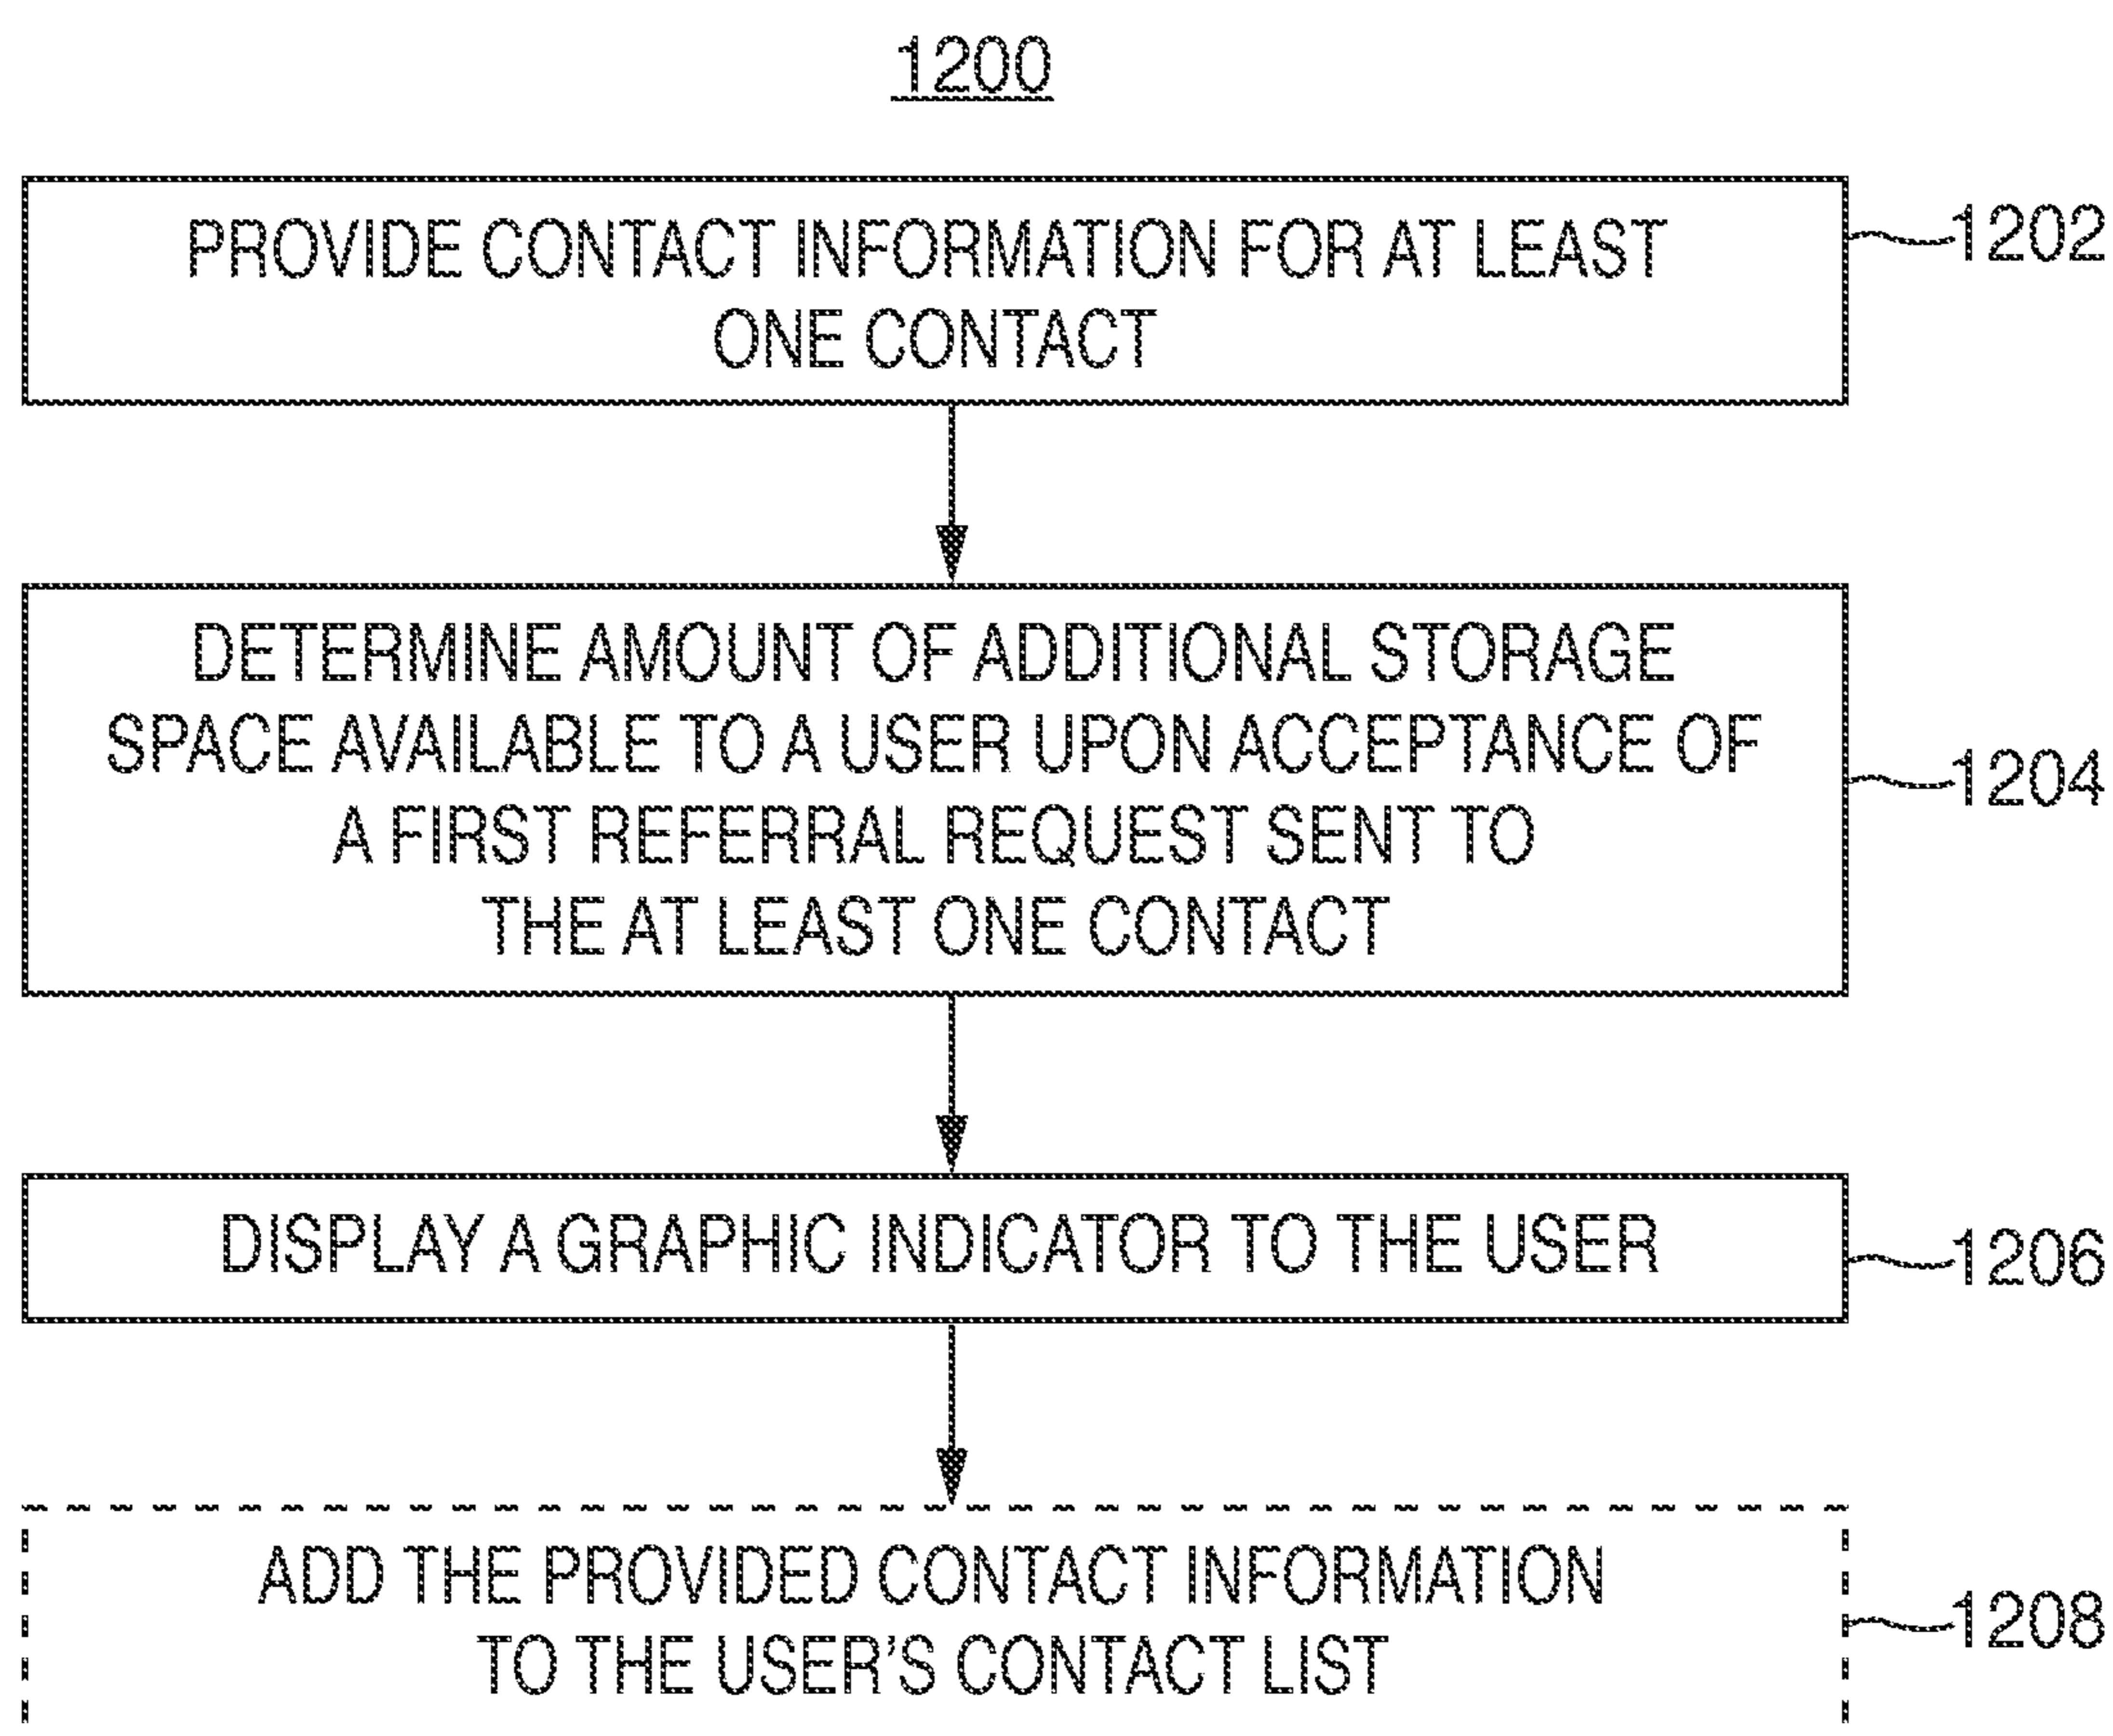 1200
PROVIDE CONTACT INFORMATION FOR AT LEAST
ONE CONTACT
1202
DETERMINE AMOUNT OF ADDITIONAL STORAGE
SPACE AVAILABLE TO A USER UPON ACCEPTANCE OF
A FIRST REFERRAL REQUEST SENT TO
THE AT LEAST ONE CONTACT
1204
DISPLAY A GRAPHIC INDICATOR TO THE USER
1206
ADD THE PROVIDED CONTACT INFORMATION
TO THE USER'S CONTACT LIST
1208